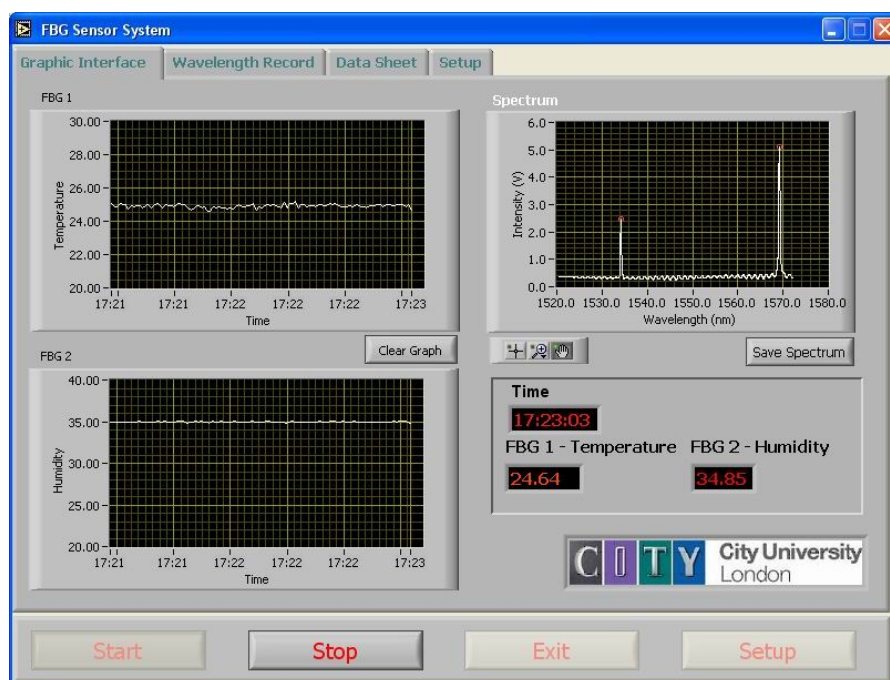 FBG Sensor System
Graphic Interface Wavelength Record Data Sheet Setup
FBG 1
30.00
28.00
26.00
24.00
22.00
20.00
Temperature
17:21 17:21 17:22 17:22 17:22 17:23
Time
Clear Graph
FBG 2
40.00
35.00
30.00
25.00
20.00
Humidity
17:21 17:21 17:22 17:22 17:22 17:23
Time
Spectrum
6.0
5.0
4.0
3.0
2.0
1.0
0.0
Intensity (V)
1520.0 1530.0 1540.0 1550.0 1560.0 1570.0 1580.0
Wavelength (nm)
Save Spectrum
Time
17:23:03
FBG 1 - Temperature FBG 2 - Humidity
24.64 34.85
CITY
City University
London
Start Stop Exit Setup